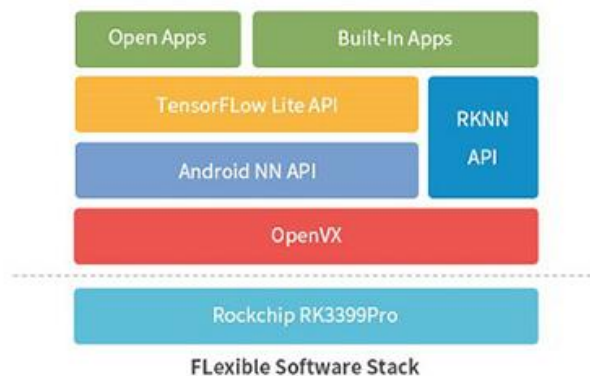 Open Apps
Built-In Apps
TensorFLow Lite API
RKNN
API
Android NN API
OpenVX
Rockchip RK3399Pro
FLexible Software Stack